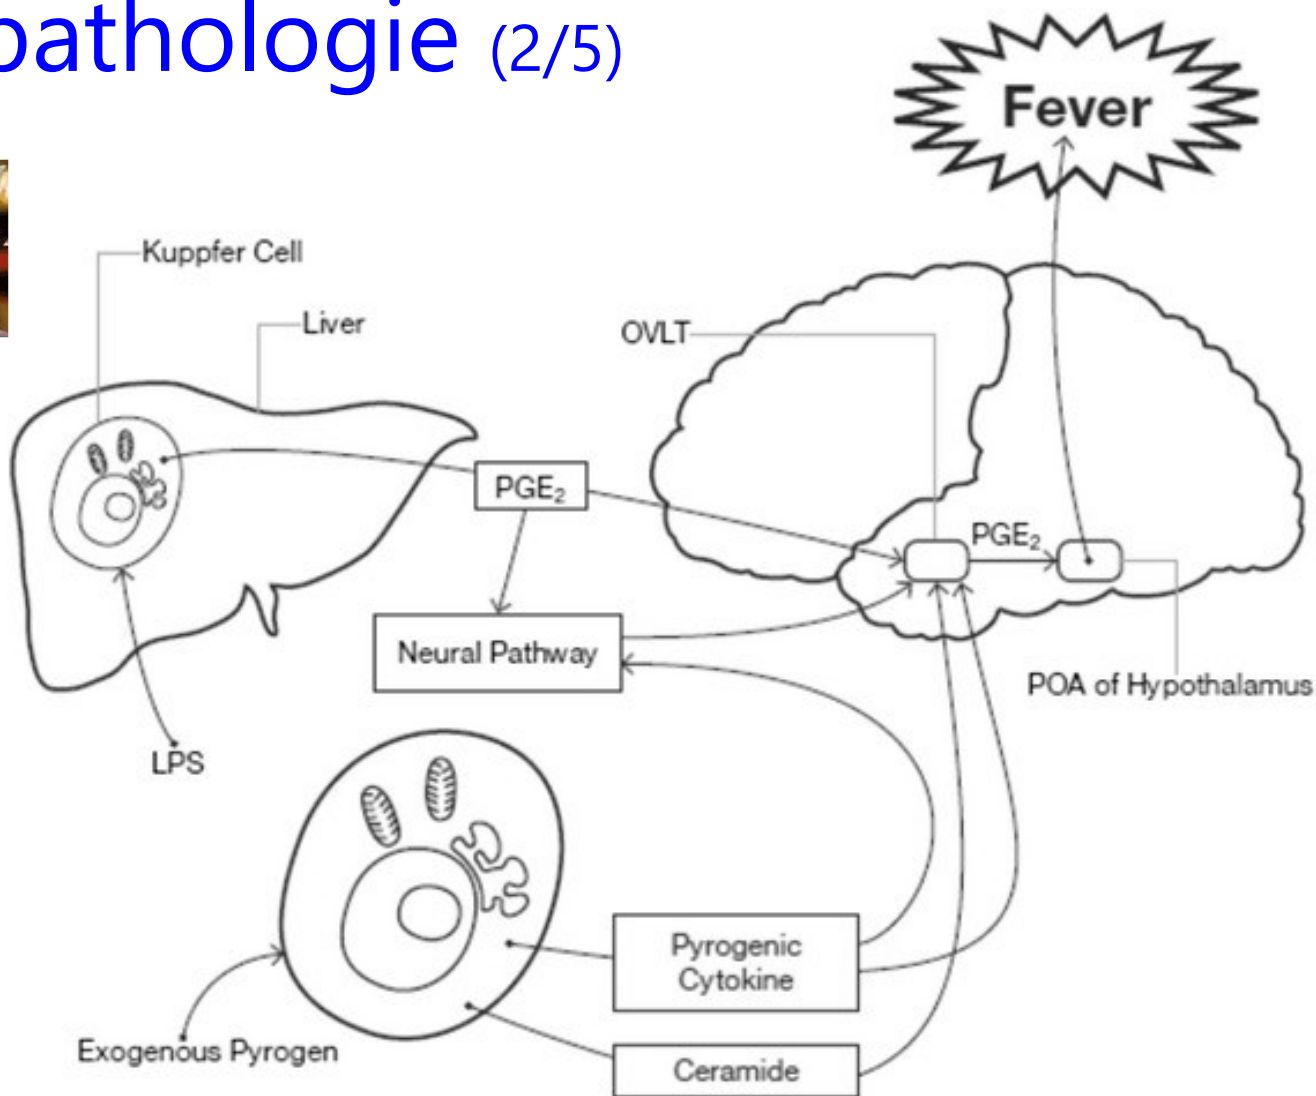 pathologie (2/5)
Fever
Kuppfer Cell
Liver
OVLT
PGE₂
PGE₂
Neural Pathway
POA of Hypothalamus
LPS
Pyrogenic
Cytokine
Exogenous Pyrogen
Ceramide